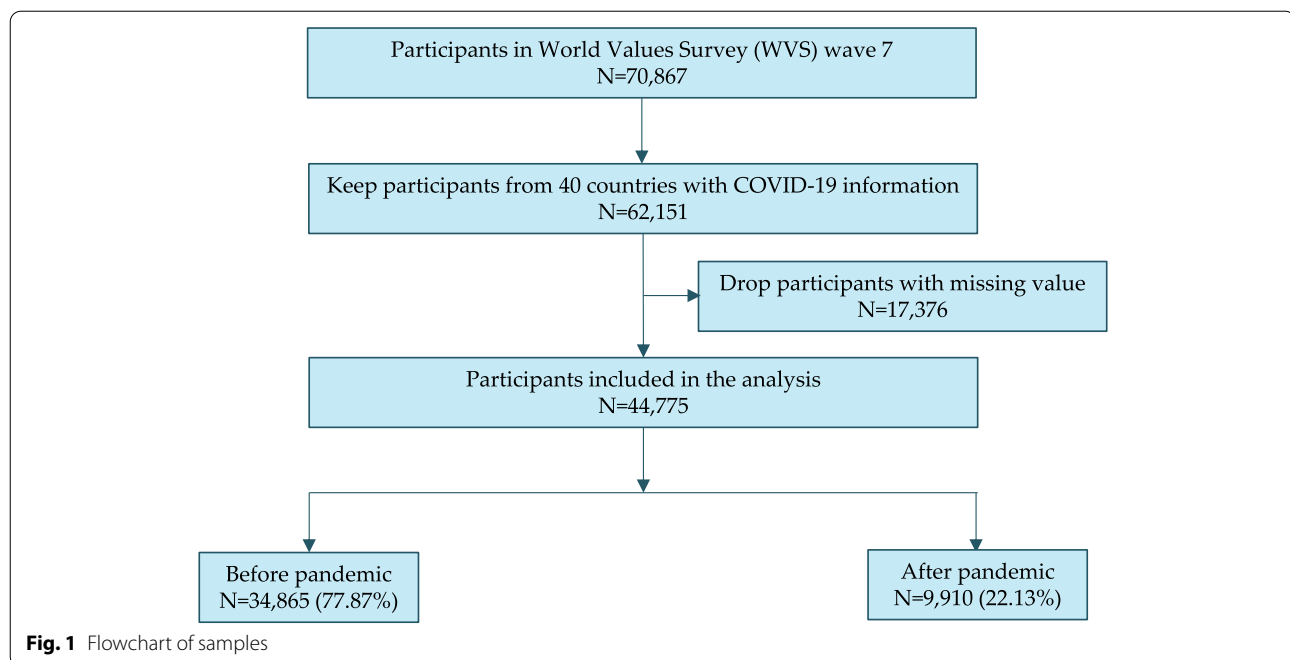 Participants in World Values Survey (WVS) wave 7
N=70,867
Keep participants from 40 countries with COVID-19 information
N=62,151
Drop participants with missing value
N=17,376
Participants included in the analysis
N=44,775
Before pandemic
N=34,865 (77.87%)
After pandemic
N=9,910 (22.13%)
Fig. 1 Flowchart of samples